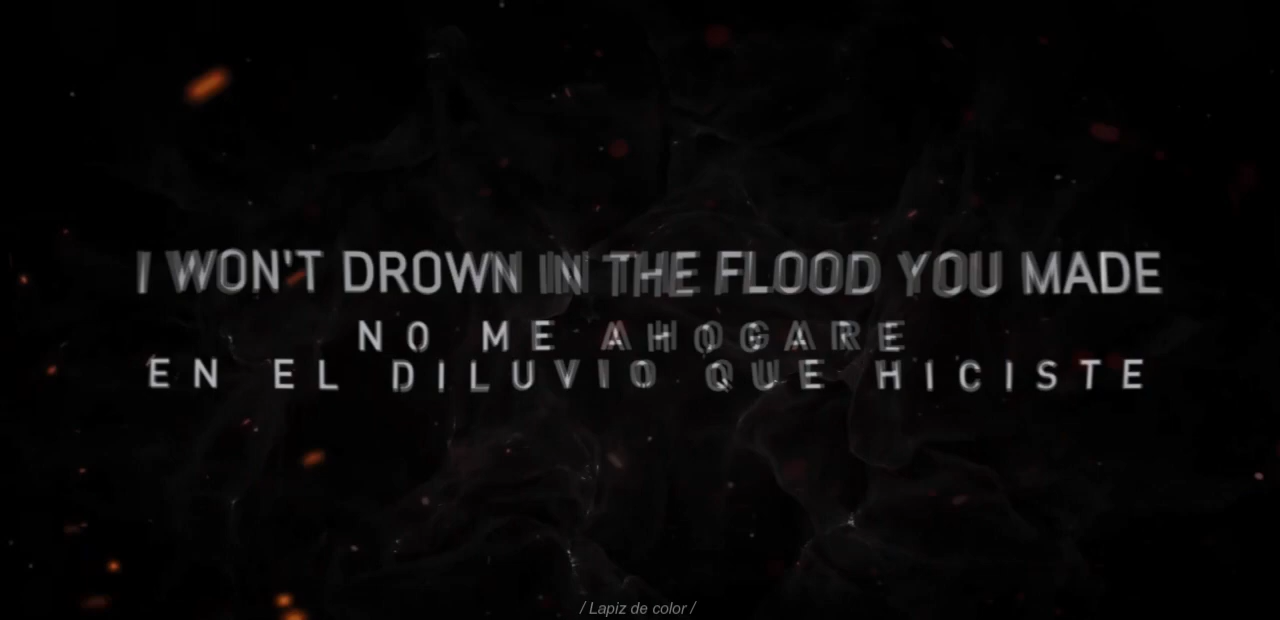 I WON'T DROWN IN THE FLOOD YOU MADE
NO ME AHOGARE
EN EL DILUVIO QUE HICISTE
/ Lapiz de color /